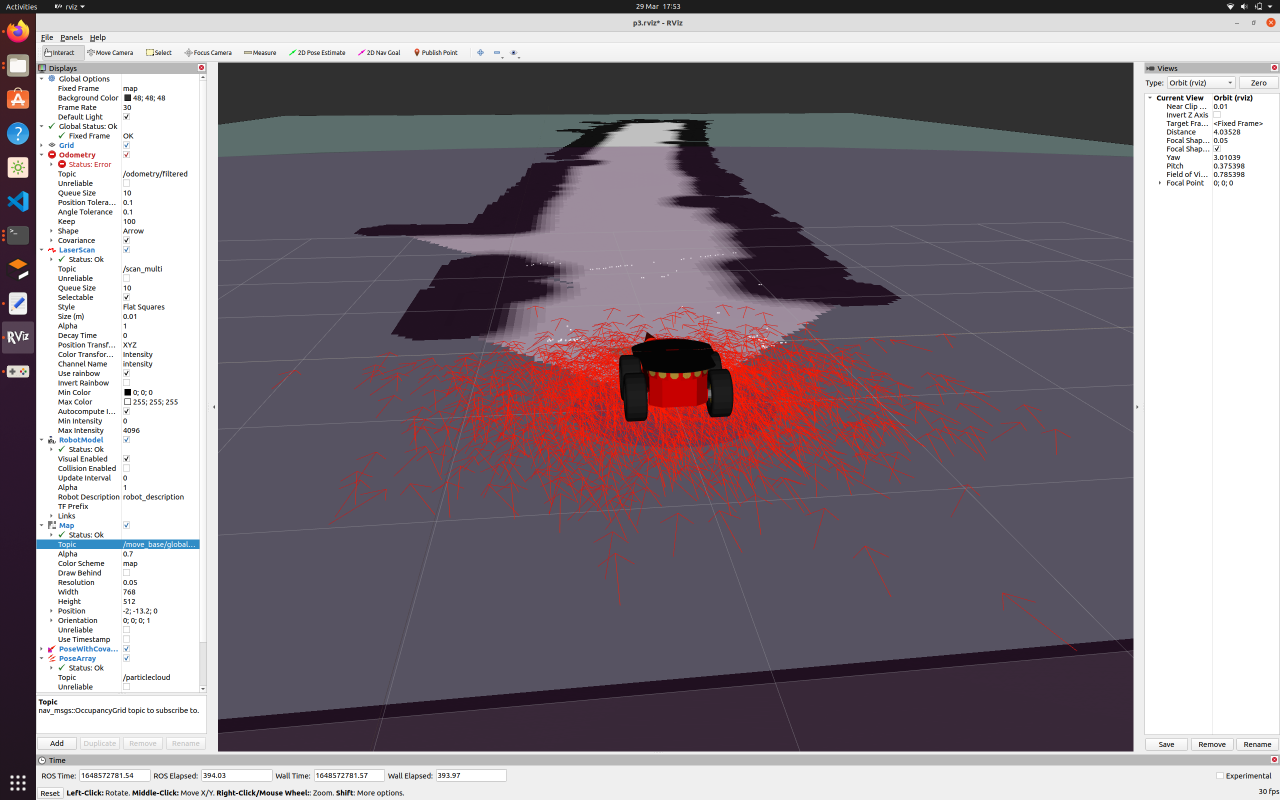 Activities
rviz
29 Mar 17:53
p3.rviz* - RViz
File Panels Help
Interact Move Camera Select Focus Camera Measure 2D Pose Estimate 2D Nav Goal Publish Point
Displays
Global Options
Fixed Frame map
Background Color 48; 48; 48
Frame Rate 30
Default Light
Global Status: Ok
Fixed Frame OK
Grid
Odometry
Status: Error
Topic /odometry/filtered
Unreliable
Queue Size 10
Position Tolera... 0.1
Angle Tolerance 0.1
Keep 100
Shape Arrow
Covariance
LaserScan
Status: Ok
Topic /scan_multi
Unreliable
Queue Size 10
Selectable
Style Flat Squares
Size (m) 0.01
Alpha 1
Decay Time 0
Position Transf... XYZ
Color Transfor... Intensity
Channel Name intensity
Use rainbow
Invert Rainbow
Min Color 0; 0; 0
Max Color 255; 255; 255
Autocompute I...
Min Intensity 0
Max Intensity 4096
RobotModel
Status: Ok
Visual Enabled
Collision Enabled
Update Interval 0
Alpha 1
Robot Description robot_description
TF Prefix
Links
Map
Status: Ok
Topic /move_base/global...
Alpha 0.7
Color Scheme map
Draw Behind
Resolution 0.05
Width 768
Height 512
Position -2; -13.2; 0
Orientation 0; 0; 0; 1
Unreliable
Use Timestamp
PoseWithCova...
PoseArray
Status: Ok
Topic /particlecloud
Unreliable
Topic
nav_msgs::OccupancyGrid topic to subscribe to.
Add Duplicate Remove Rename
RViz
Views
Type: Orbit (rviz) Zero
Current View Orbit (rviz)
Near Clip ... 0.01
Invert Z Axis
Target Fra... <Fixed Frame>
Distance 4.03528
Focal Shap... 0.05
Focal Shap...
Yaw 3.01039
Pitch 0.375398
Field of Vi... 0.785398
Focal Point 0; 0; 0
Save Remove Rename
Time
ROS Time: 1648572781.54 ROS Elapsed: 394.03 Wall Time: 1648572781.57 Wall Elapsed: 393.97 Experimental
Reset Left-Click: Rotate. Middle-Click: Move X/Y. Right-Click/Mouse Wheel:: Zoom. Shift: More options. 30 fps